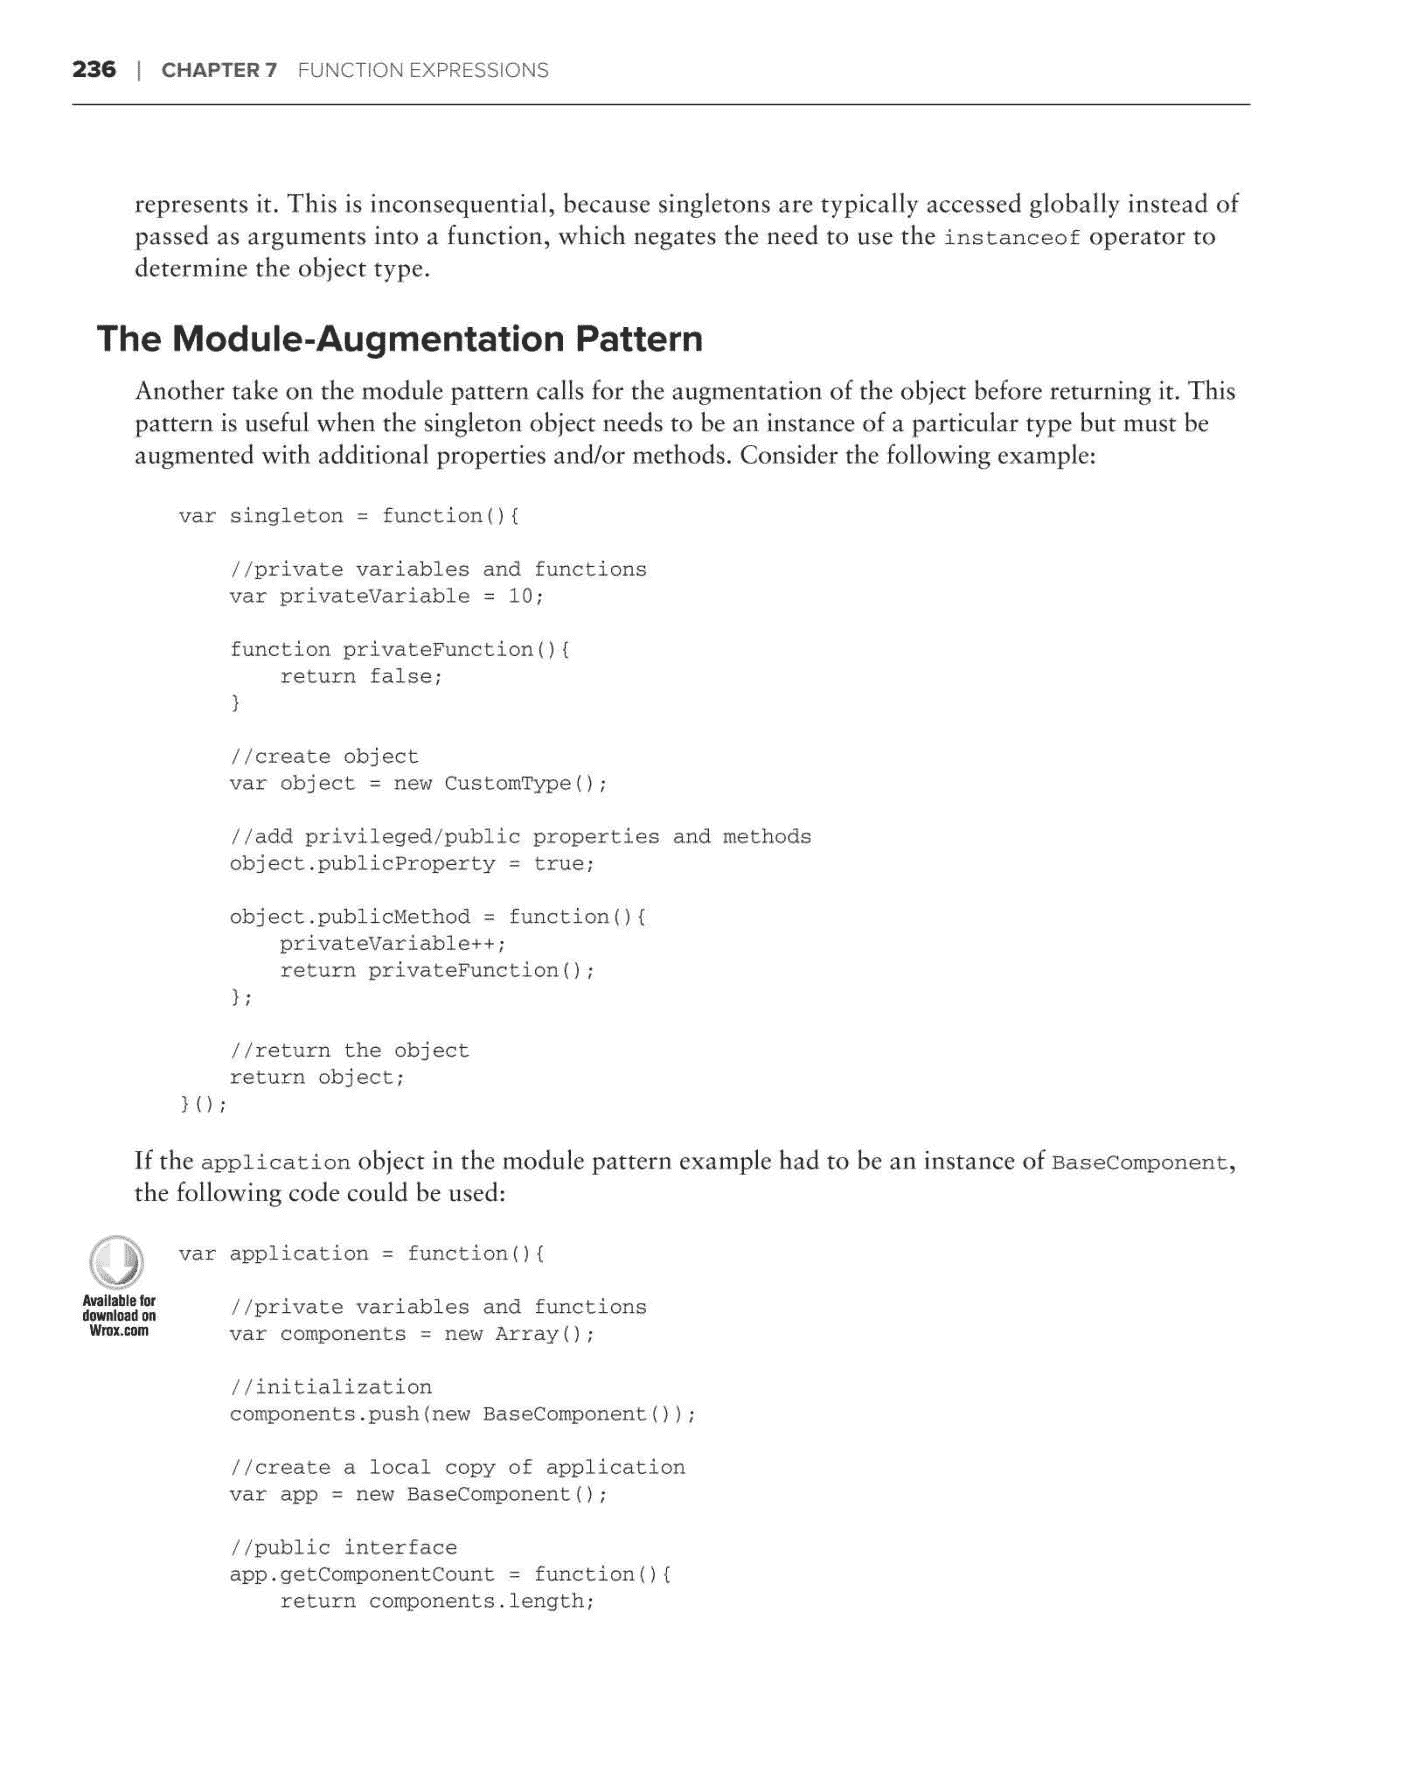 236 | CHAPTER 7 FUNCTION EXPRESSIONS
represents it. This is inconsequential, because singletons are typically accessed globally instead of
passed as arguments into a function, which negates the need to use the instanceof operator to
determine the object type.
The Module-Augmentation Pattern
Another take on the module pattern calls for the augmentation of the object before returning it. This
pattern is useful when the singleton object needs to be an instance of a particular type but must be
augmented with additional properties and/or methods. Consider the following example:
var singleton = function(){
//private variables and functions
var privateVariable = 10;
function privateFunction(){
return false;
}
//create object
var object = new CustomType();
//add privileged/public properties and methods
object.publicProperty = true;
object.publicMethod = function(){
privateVariable++;
return privateFunction();
};
//return the object
return object;
}();
If the application object in the module pattern example had to be an instance of BaseComponent,
the following code could be used:
Available for
download on
Wrox.com
var application = function(){
//private variables and functions
var components = new Array();
//initialization
components.push(new BaseComponent());
//create a local copy of application
var app = new BaseComponent();
//public interface
app.getComponentCount = function(){
return components.length;